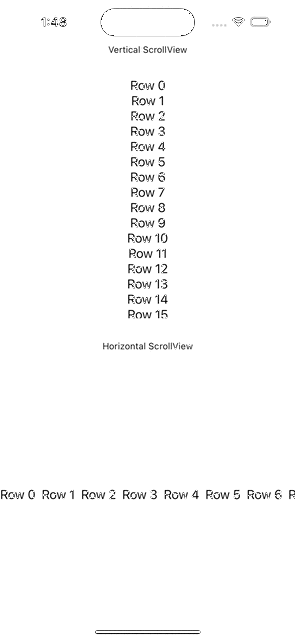 1:48
Vertical ScrollView
Row 0
Row 1
Row 2
Row 3
Row 4
Row 5
Row 6
Row 7
Row 8
Row 9
Row 10
Row 11
Row 12
Row 13
Row 14
Row 15
Horizontal ScrollView
Row 0 Row 1 Row 2 Row 3 Row 4 Row 5 Row 6 R